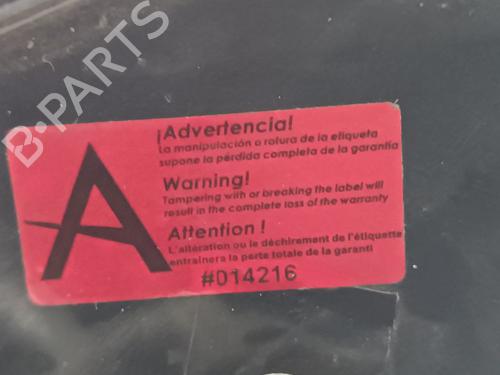 B-PARTS
A
¡Advertencia!
La manipulación o rotura de la etiqueta
supone la pérdida completa de la garantía
Warning!
Tampering with or breaking the label will
result in the complete loss of the warranty
Attention !
L'altération ou le déchirement de l'étiquette
entraînera la perte totale de la garanti
#014216